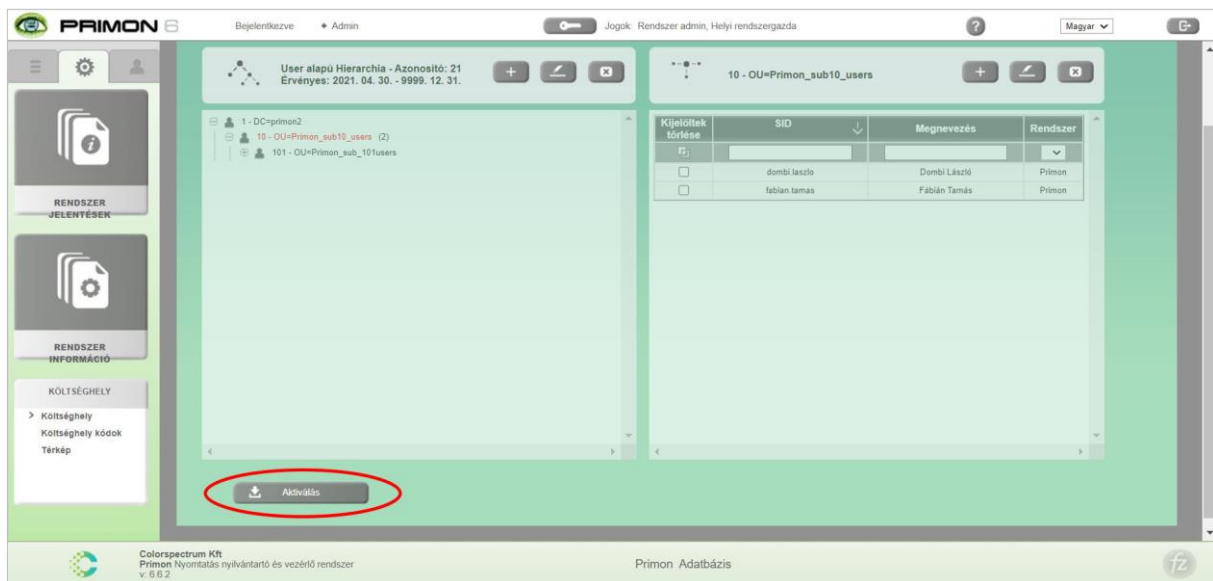 PRIMON 6
Bejelentkezve
Admin
Jogok: Rendszer admin, Helyi rendszergazda
?
Magyar
User alapú Hierarchia - Azonosító: 21
Érvényes: 2021. 04. 30. - 9999. 12. 31.
10 - OU=Primon_sub10_users
1 - DC=primon2
10 - OU=Primon_sub10_users (2)
101 - OU=Primon_sub_101users
Kijelöltek törlése
SID
Megnevezés
Rendszer
dombi.laszlo
Dombi László
Primon
fabian.tamas
Fábián Tamás
Primon
RENDSZER
JELENTÉSEK
RENDSZER
INFORMÁCIÓ
KÖLTSÉGHELY
> Költséghely
Költséghely kódok
Térkép
Aktiválás
Colorspectrum Kft
Primon Nyomtatás nyilvántartó és vezérlő rendszer
v: 6.6.2
Primon Adatbázis
fz